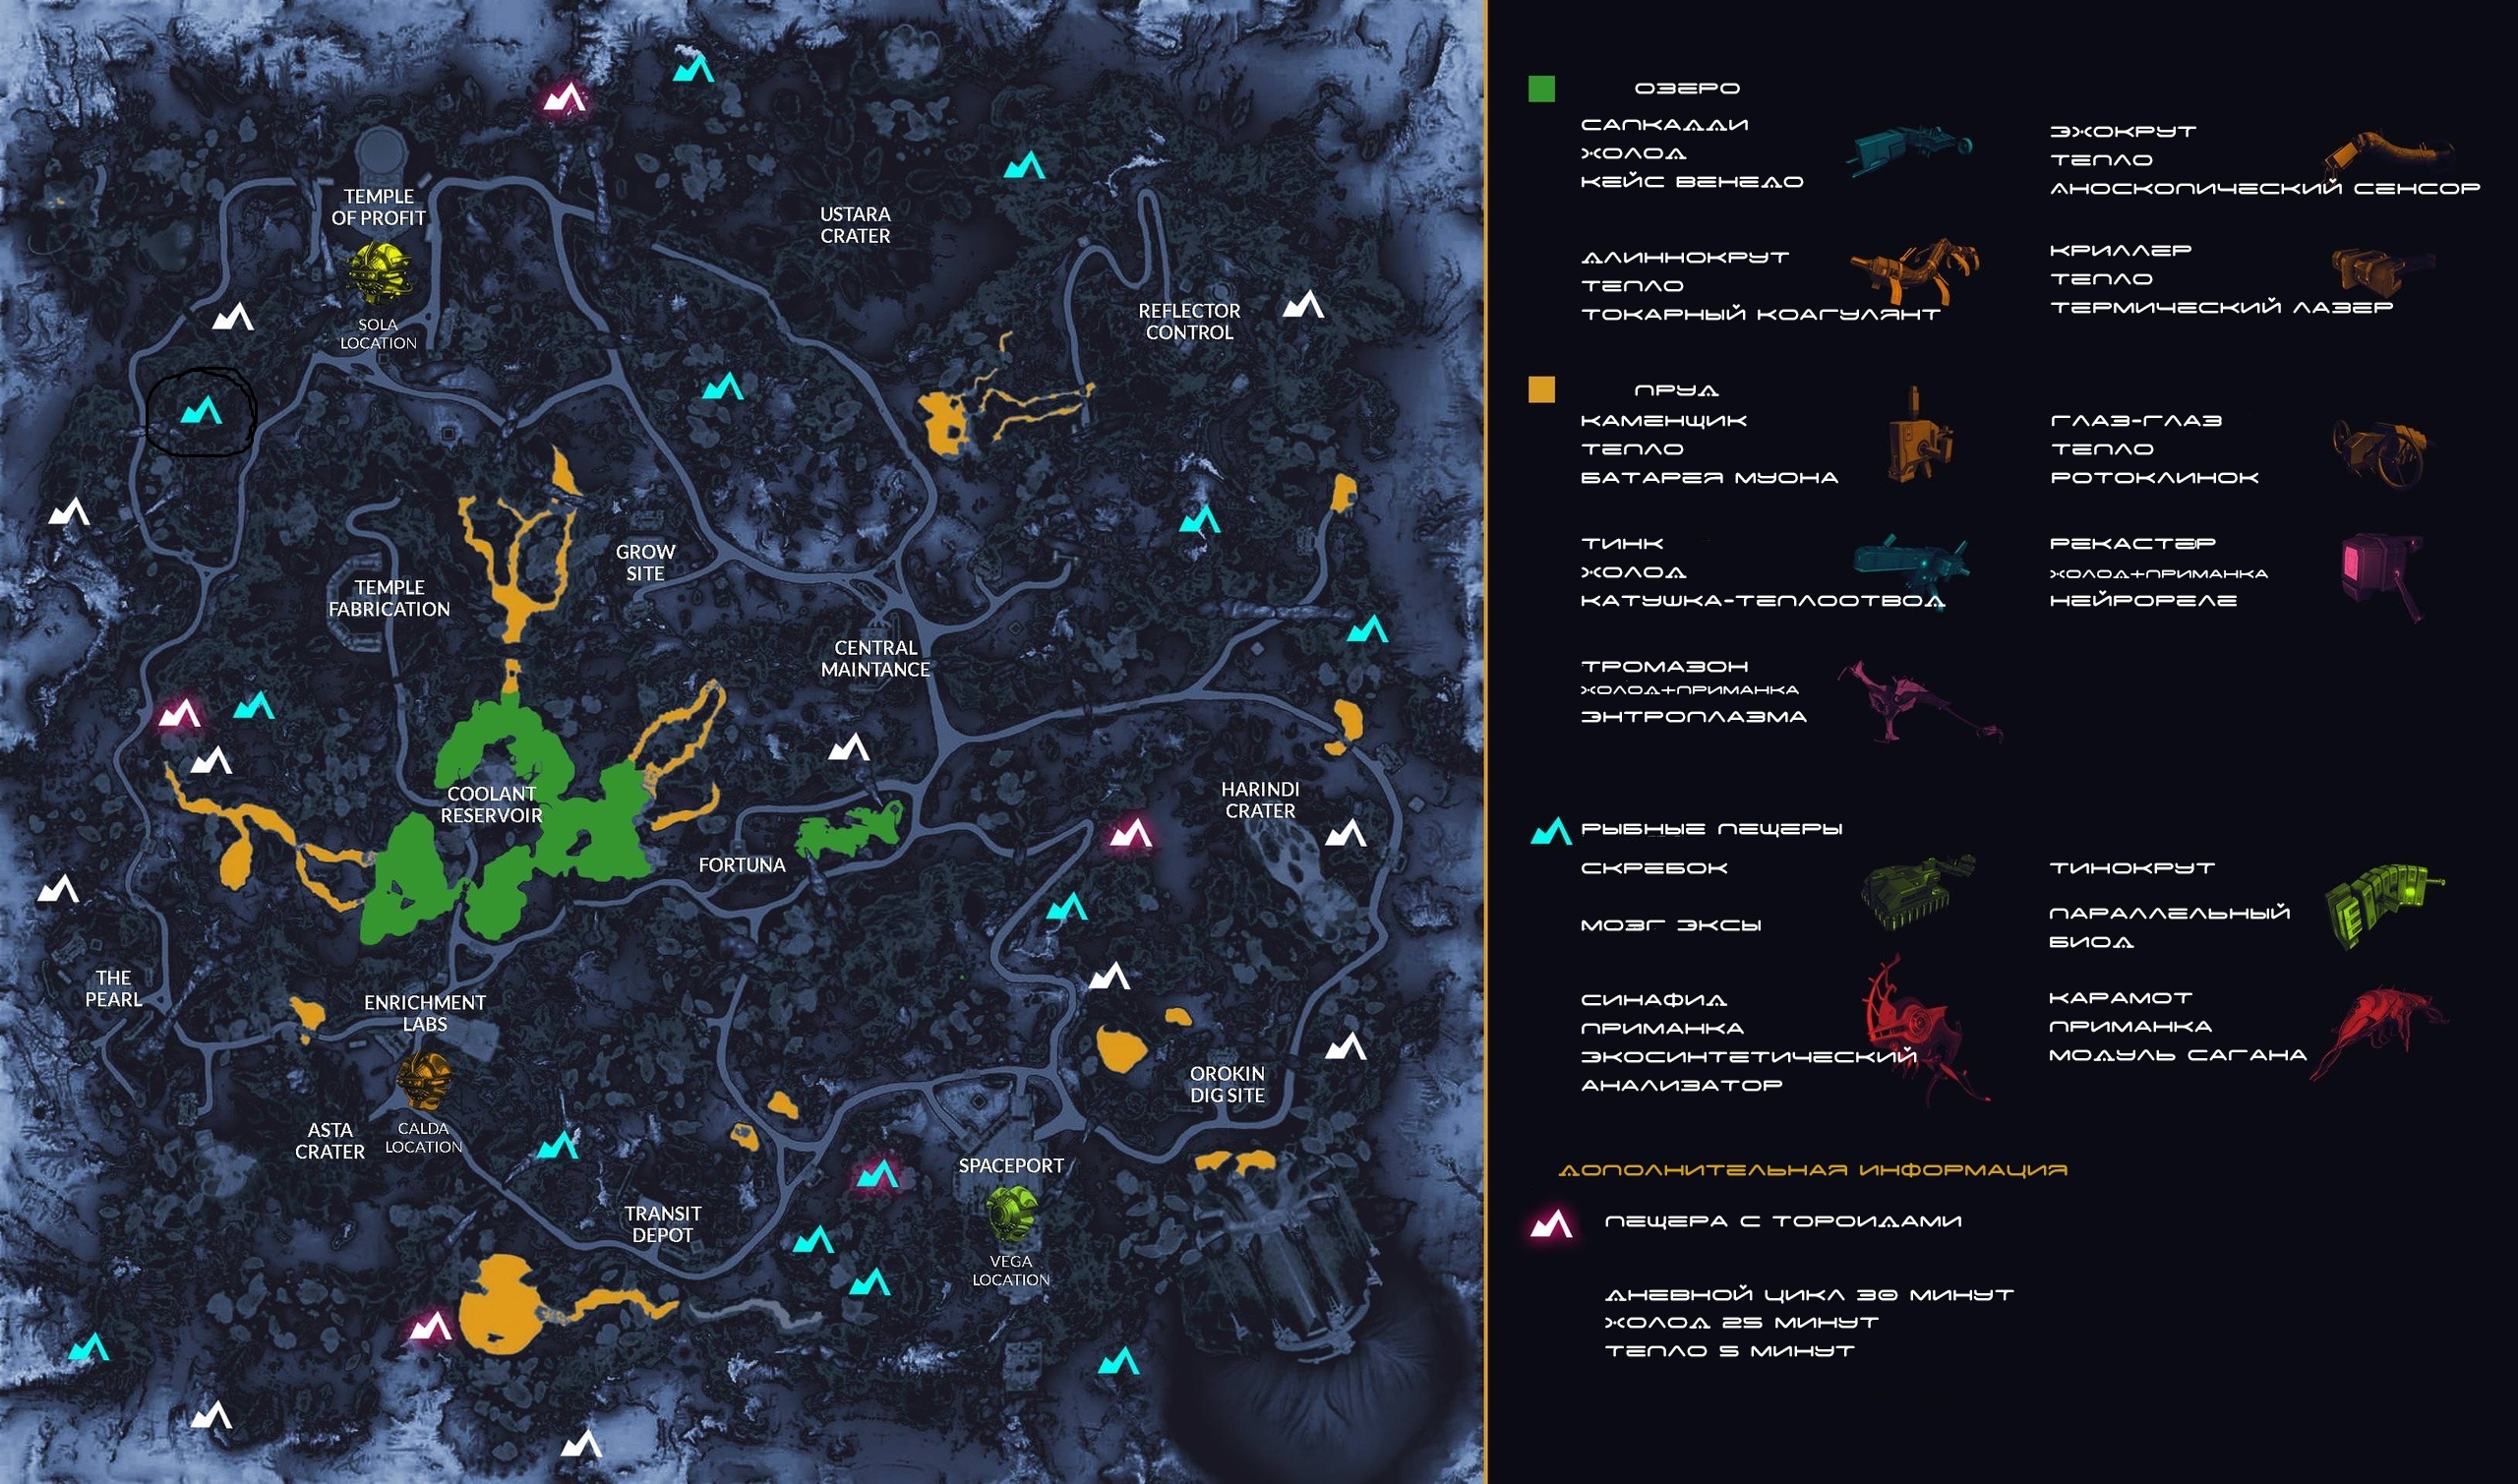 TEMPLE
OF PROFIT
SOLA
LOCATION
USTARA
CRATER
REFLECTOR
CONTROL
GROW
SITE
TEMPLE
FABRICATION
CENTRAL
MAINTANCE
COOLANT
RESERVOIR
HARINDI
CRATER
FORTUNA
THE
PEARL
ENRICHMENT
LABS
OROKIN
DIG SITE
ASTA
CRATER
CALDA
LOCATION
SPACEPORT
TRANSIT
DEPOT
VEGA
LOCATION
ОЗЕРО
САПКАДДИ
ХОЛОД
КЕЙС ВЕНЕДО
ЭХОКРУТ
ТЕПЛО
АНОСКОПИЧЕСКИЙ СЕНСОР
ДЛИННОКРУТ
ТЕПЛО
ТОКАРНЫЙ КОАГУЛЯНТ
КРИЛЛЕР
ТЕПЛО
ТЕРМИЧЕСКИЙ ЛАЗЕР
ПРУД
КАМЕНЩИК
ТЕПЛО
БАТАРЕЯ МУОНА
ГЛАЗ-ГЛАЗ
ТЕПЛО
РОТОКЛИНОК
ТИНК
ХОЛОД
КАТУШКА-ТЕПЛООТВОД
РЕКАСТЕР
ХОЛОД+ПРИМАНКА
НЕЙРОРЕЛЕ
ТРОМАЗОН
ХОЛОД+ПРИМАНКА
ЭНТРОПЛАЗМА
РЫБНЫЕ ПЕЩЕРЫ
СКРЕБОК
МОЗГ ЭКСЫ
ТИНОКРУТ
ПАРАЛЛЕЛЬНЫЙ
БИОД
СИНАФИД
ПРИМАНКА
ЭКОСИНТЕТИЧЕСКИЙ
АНАЛИЗАТОР
КАРАМОТ
ПРИМАНКА
МОДУЛЬ САГАНА
ДОПОЛНИТЕЛЬНАЯ ИНФОРМАЦИЯ
ПЕЩЕРА С ТОРОИДАМИ
ДНЕВНОЙ ЦИКЛ 30 МИНУТ
ХОЛОД 25 МИНУТ
ТЕПЛО 5 МИНУТ